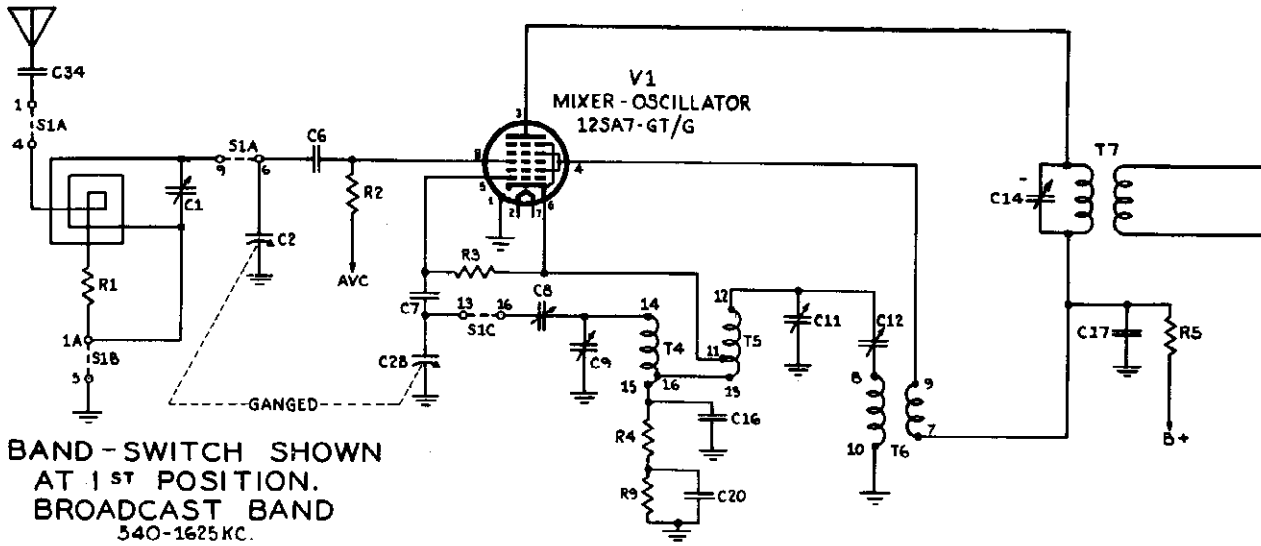 C34
1
S1A
4
C1
9
S1A
6
C2
C6
R2
AVC
R1
1A
S1B
3
GANGED
V1
MIXER-OSCILLATOR
12SA7-GT/G
3
8
5
1
2
7
6
4
R3
C7
13
16
S1C
C8
C2B
C9
14
T4
15
16
12
11
T5
13
C11
C12
C16
R4
R9
C20
8
10
T6
9
7
C14
T7
C17
R5
B+
BAND-SWITCH SHOWN
AT 1ST POSITION.
BROADCAST BAND
540-1625KC.